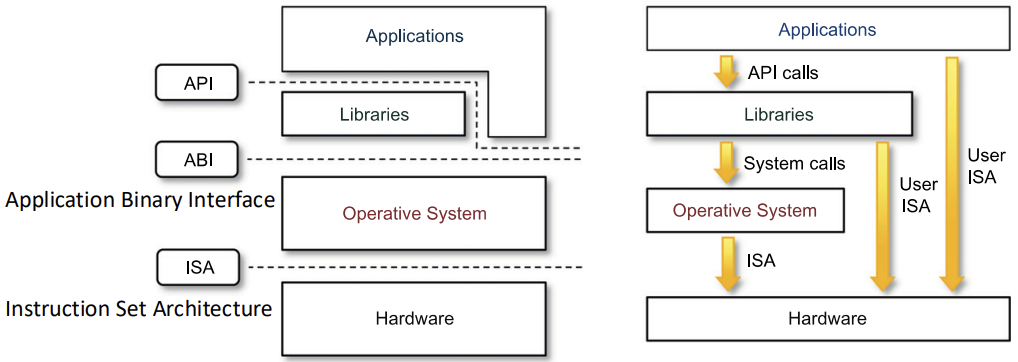 Applications
API
Libraries
ABI
Application Binary Interface
Operative System
ISA
Instruction Set Architecture
Hardware
Applications
API calls
Libraries
System calls
User
ISA
User
ISA
Operative System
ISA
Hardware